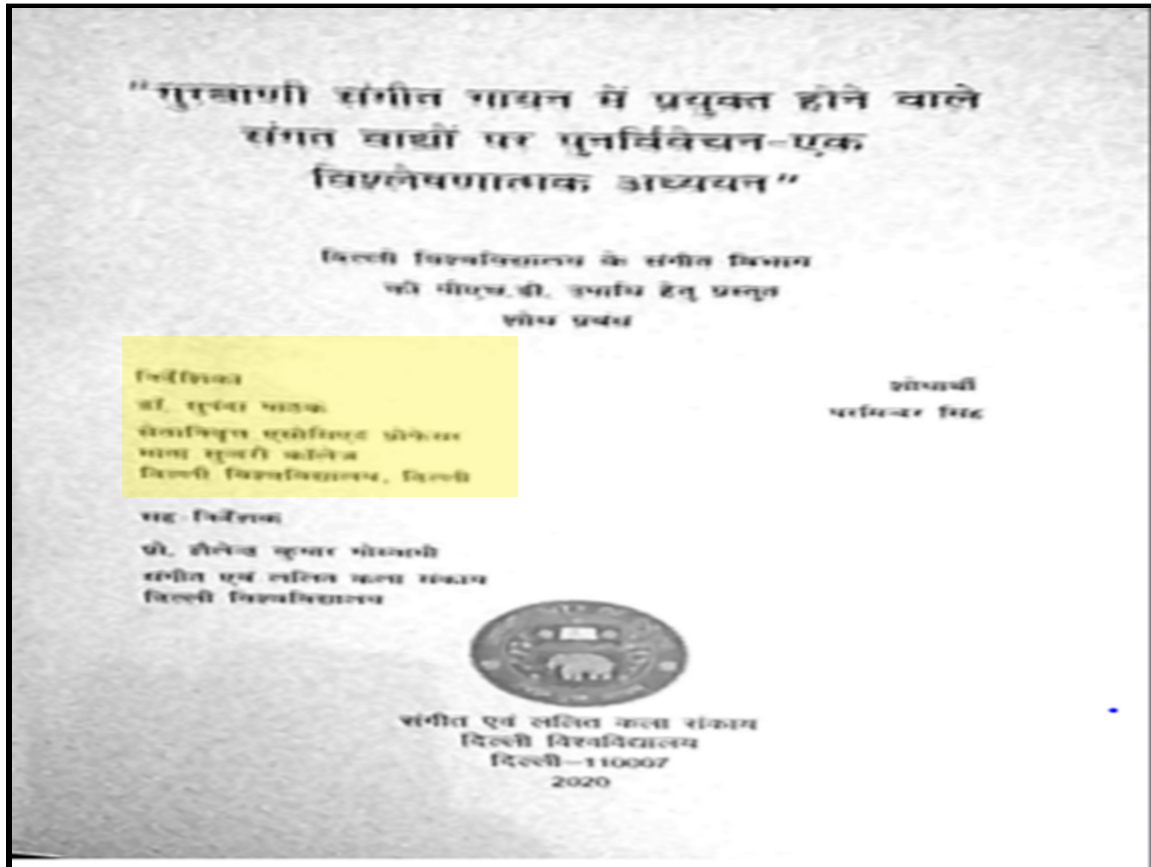 "गुरबाणी संगीत गायन में प्रयुक्त होने वाले
संगत वाद्यों पर पुनर्विवेचन-एक
विश्लेषणात्मक अध्ययन"
दिल्ली विश्वविद्यालय के संगीत विभाग
को पीएच.डी. उपाधि हेतु प्रस्तुत
शोध प्रबंध
निर्देशिका
डॉ. सुनंदा पाठक
सेवानिवृत्त एसोसिएट प्रोफेसर
माता सुन्दरी कॉलेज
दिल्ली विश्वविद्यालय, दिल्ली
शोधार्थी
परमिन्दर सिंह
सह निर्देशक
प्रो. शैलेन्द्र कुमार गोस्वामी
संगीत एवं ललित कला संकाय
दिल्ली विश्वविद्यालय
संगीत एवं ललित कला संकाय
दिल्ली विश्वविद्यालय
दिल्ली-110007
2020